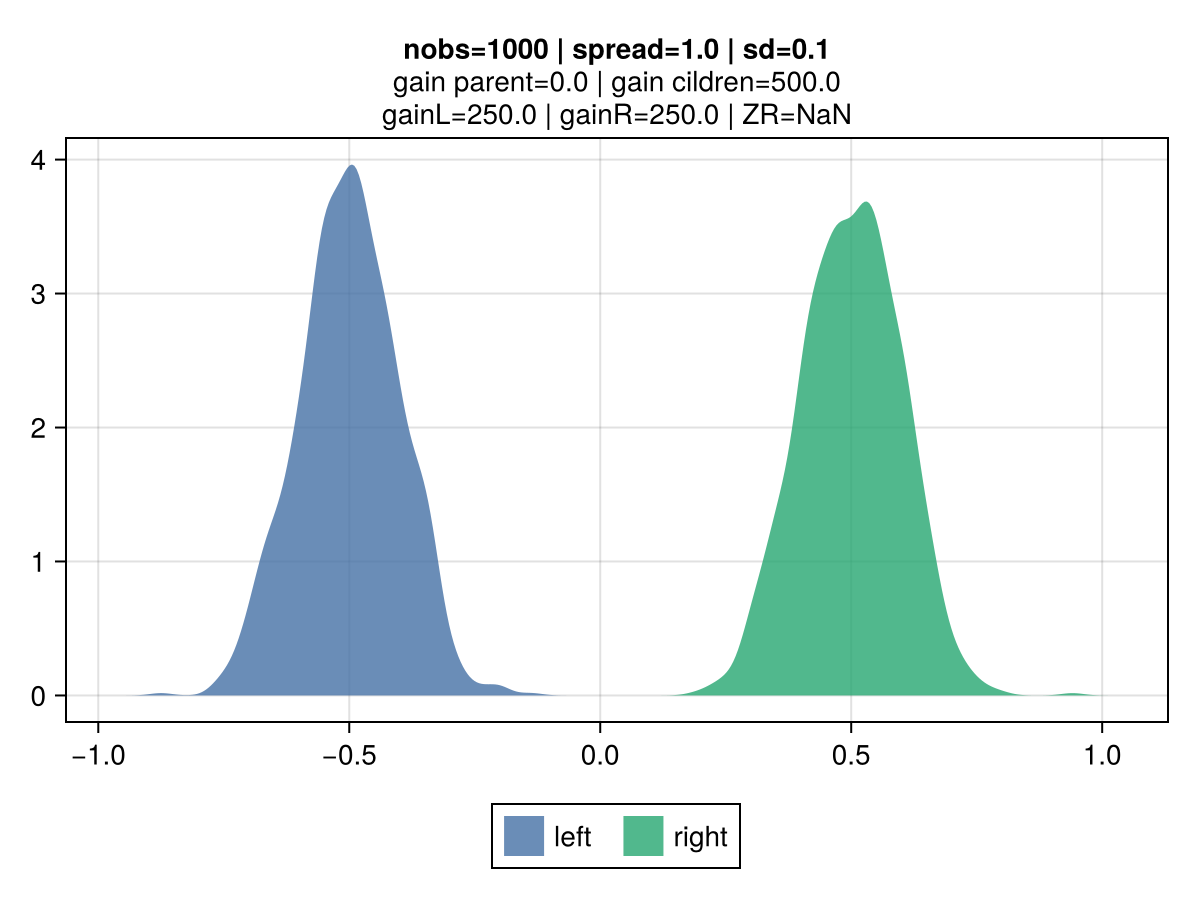 nobs=1000 | spread=1.0 | sd=0.1
gain parent=0.0 | gain cildren=500.0
gainL=250.0 | gainR=250.0 | ZR=NaN
4
3
2
1
0
−1.0 −0.5 0.0 0.5 1.0
left right